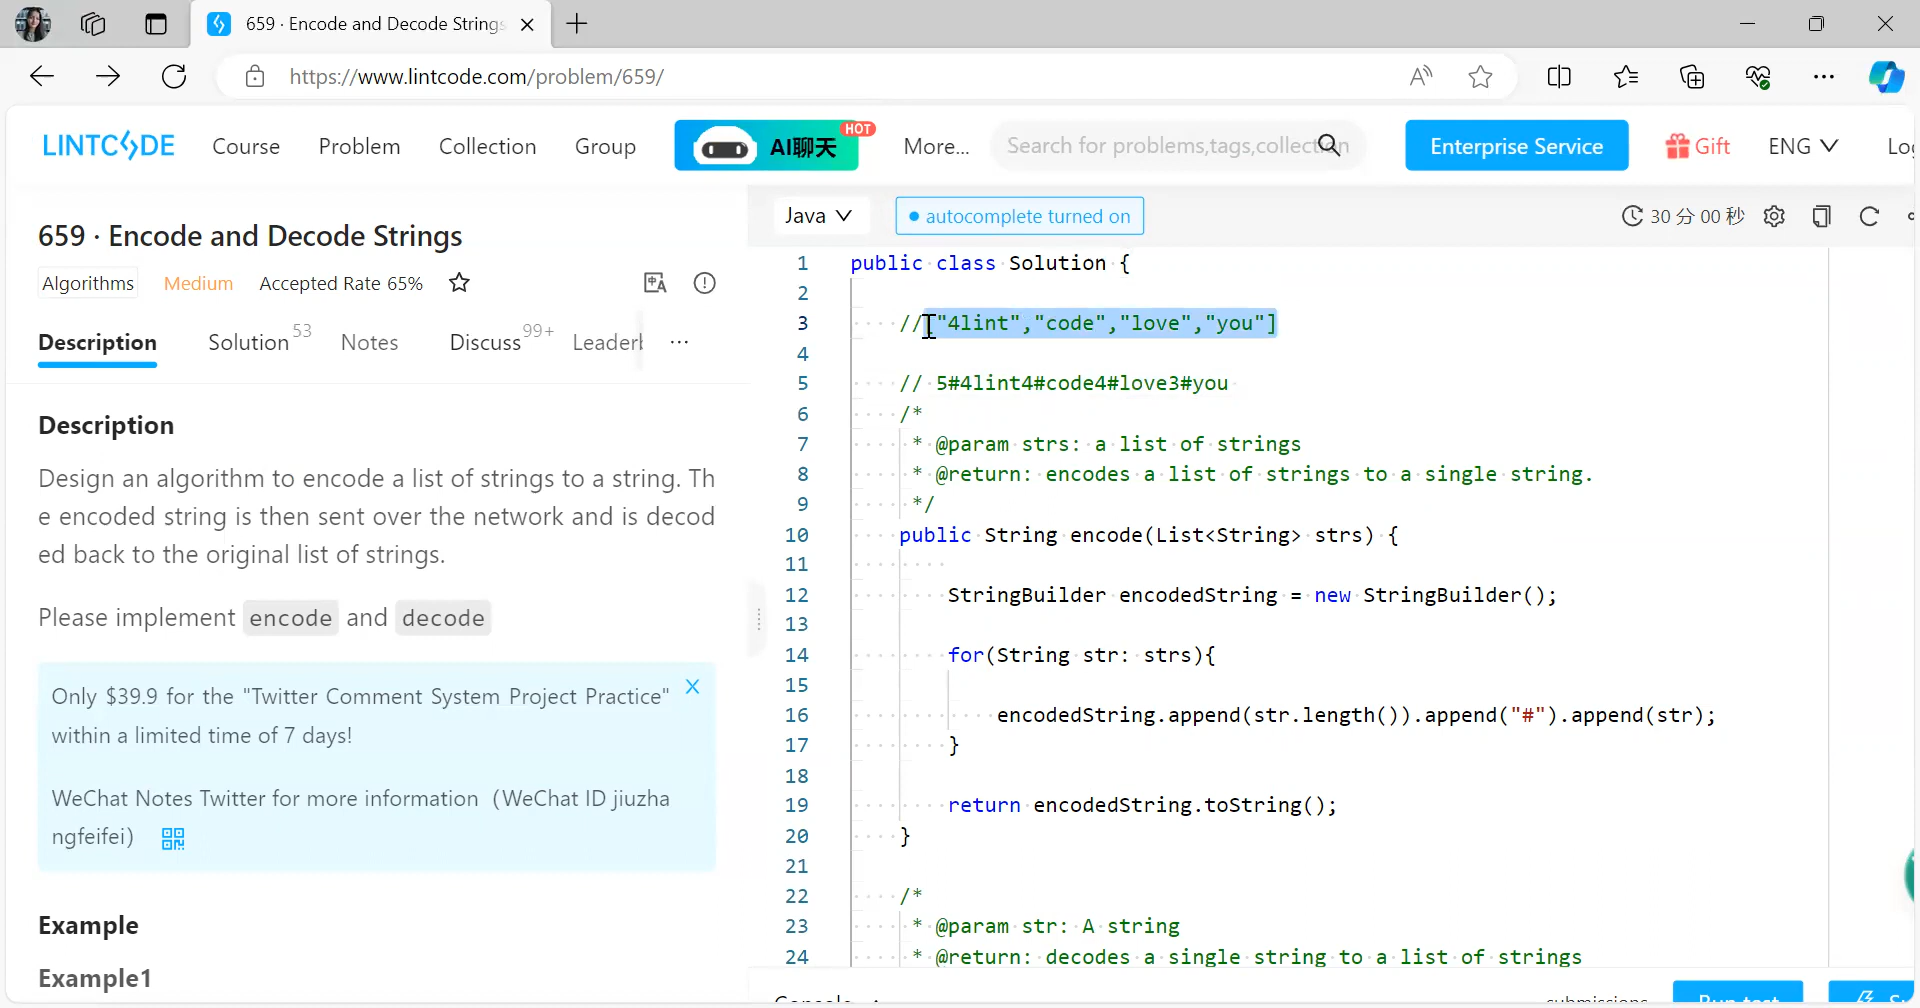 659 · Encode and Decode Strings
https://www.lintcode.com/problem/659/
LINTCODE Course Problem Collection Group AI聊天 HOT More... Search for problems,tags,collection Enterprise Service Gift ENG
659 · Encode and Decode Strings
Algorithms Medium Accepted Rate 65%
Description Solution 53 Notes Discuss 99+ Leaderb ...
Description
Design an algorithm to encode a list of strings to a string. Th
e encoded string is then sent over the network and is decod
ed back to the original list of strings.
Please implement encode and decode
Only $39.9 for the "Twitter Comment System Project Practice"
within a limited time of 7 days!
WeChat Notes Twitter for more information（WeChat ID jiuzha
ngfeifei)
Example
Example1
Java autocomplete turned on 30 分 00 秒
1 public class Solution {
2
3 //["4lint","code","love","you"]
4
5 // 5#4lint4#code4#love3#you
6 /*
7 * @param strs: a list of strings
8 * @return: encodes a list of strings to a single string.
9 */
10 public String encode(List<String> strs) {
11
12 StringBuilder encodedString = new StringBuilder();
13
14 for(String str: strs){
15
16 encodedString.append(str.length()).append("#").append(str);
17 }
18
19 return encodedString.toString();
20 }
21
22 /*
23 * @param str: A string
24 * @return: decodes a single string to a list of strings
Console submissions Run test